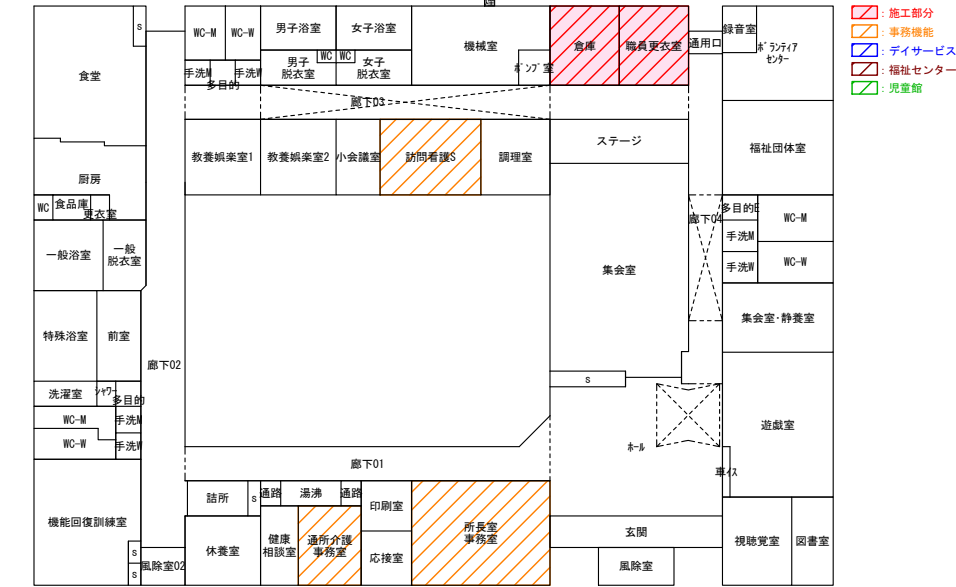 階
S
WC-M
WC-W
男子浴室
女子浴室
機械室
倉庫
職員更衣室
通用口
録音室
ﾎﾞﾗﾝﾃｨｱ
ｾﾝﾀｰ
: 施工部分
: 事務機能
: デイサービス
: 福祉センター
: 児童館
食堂
WC
WC
手洗M
手洗W
多目的
男子
脱衣室
女子
脱衣室
ﾎﾟﾝﾌﾟ室
廊下03
教養娯楽室1
教養娯楽室2
小会議室
訪問看護S
調理室
ステージ
福祉団体室
厨房
WC
食品庫
更衣室
廊下04
WC-M
手洗M
一般浴室
一般
脱衣室
集会室
手洗W
WC-W
特殊浴室
前室
集会室・静養室
廊下02
S
洗濯室
ｼｬﾜｰ
多目的
WC-M
手洗M
WC-W
手洗W
遊戯室
ﾎｰﾙ
車ｲｽ
廊下01
詰所
S
通路
湯沸
通路
印刷室
所長室
事務室
機能回復訓練室
休養室
健康
相談室
通所介護
事務室
応接室
玄関
視聴覚室
図書室
S
S
風除室02
風除室